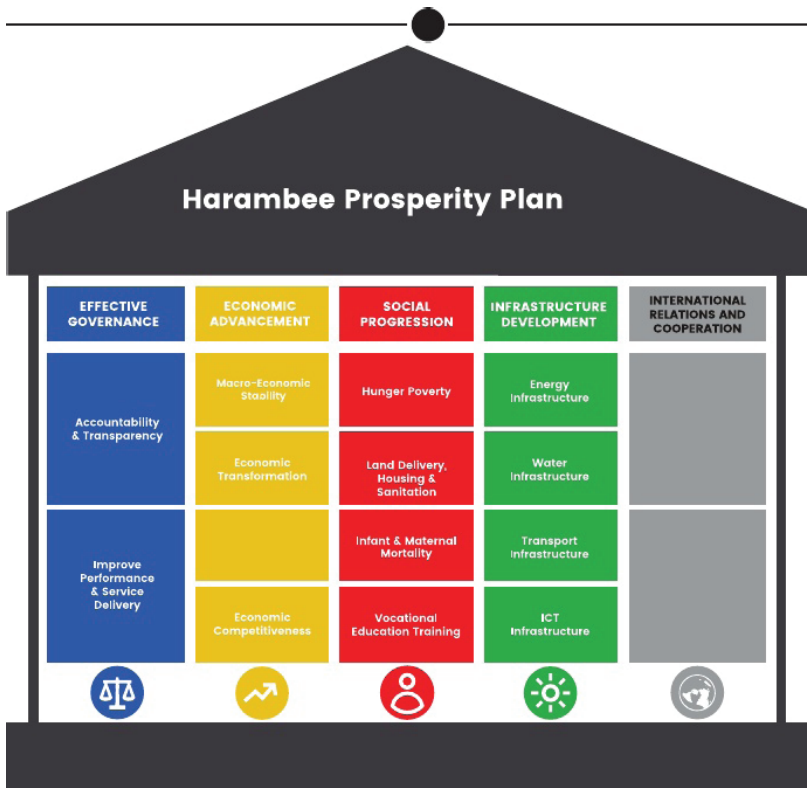 Harambee Prosperity Plan
EFFECTIVE
GOVERNANCE
ECONOMIC
ADVANCEMENT
SOCIAL
PROGRESSION
INFRASTRUCTURE
DEVELOPMENT
INTERNATIONAL
RELATIONS AND
COOPERATION
Accountability
& Transparency
Improve
Performance
& Service
Delivery
Macro-Economic
Staoility
Economic
Transformation
Economic
Competitiveness
Hunger Poverty
Land Delivery,
Housing &
Sanitation
Infant & Maternal
Mortality
Vocational
Education Training
Energy
Infrastructure
Water
Infrastructure
Transport
Infrastructure
ICT
Infrastructure